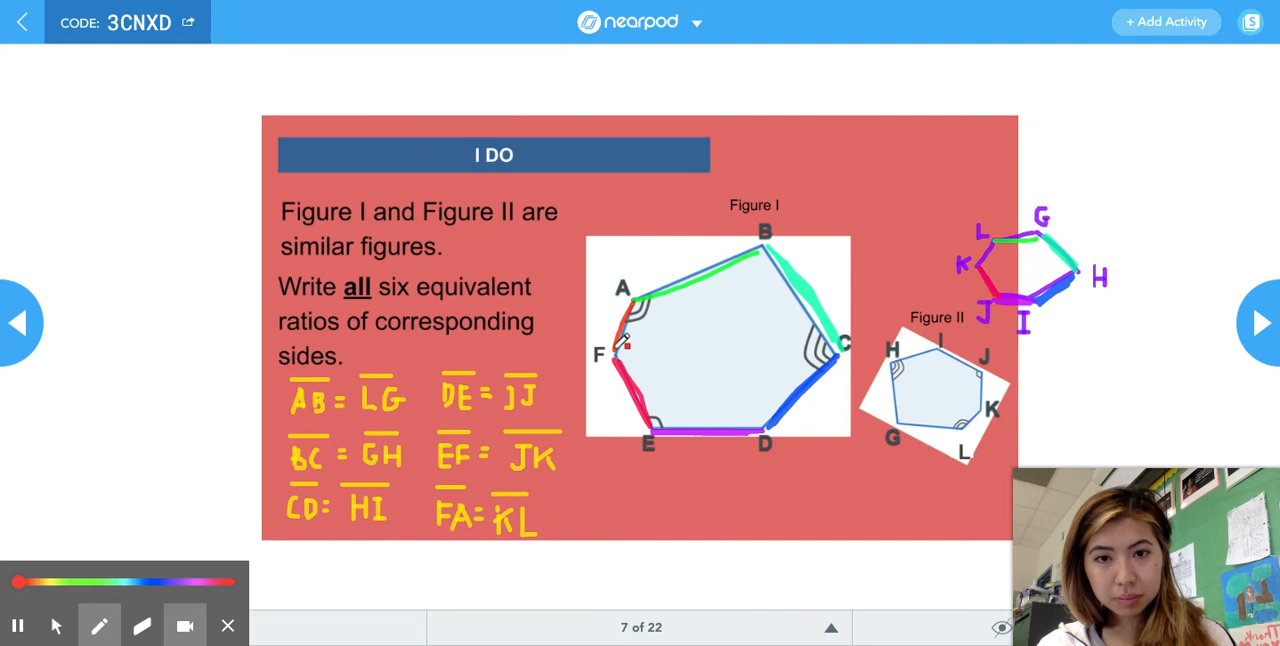 CODE: 3CNXD
nearpod
+ Add Activity
S
I DO
Figure I and Figure II are
similar figures.
Write all six equivalent
ratios of corresponding
sides.
AB = LG
DE = IJ
BC = GH
EF = JK
CD = HI
FA = KL
Figure I
A
B
C
D
E
F
L
G
K
H
J
I
Figure II
H
I
J
K
G
L
7 of 22
Thank